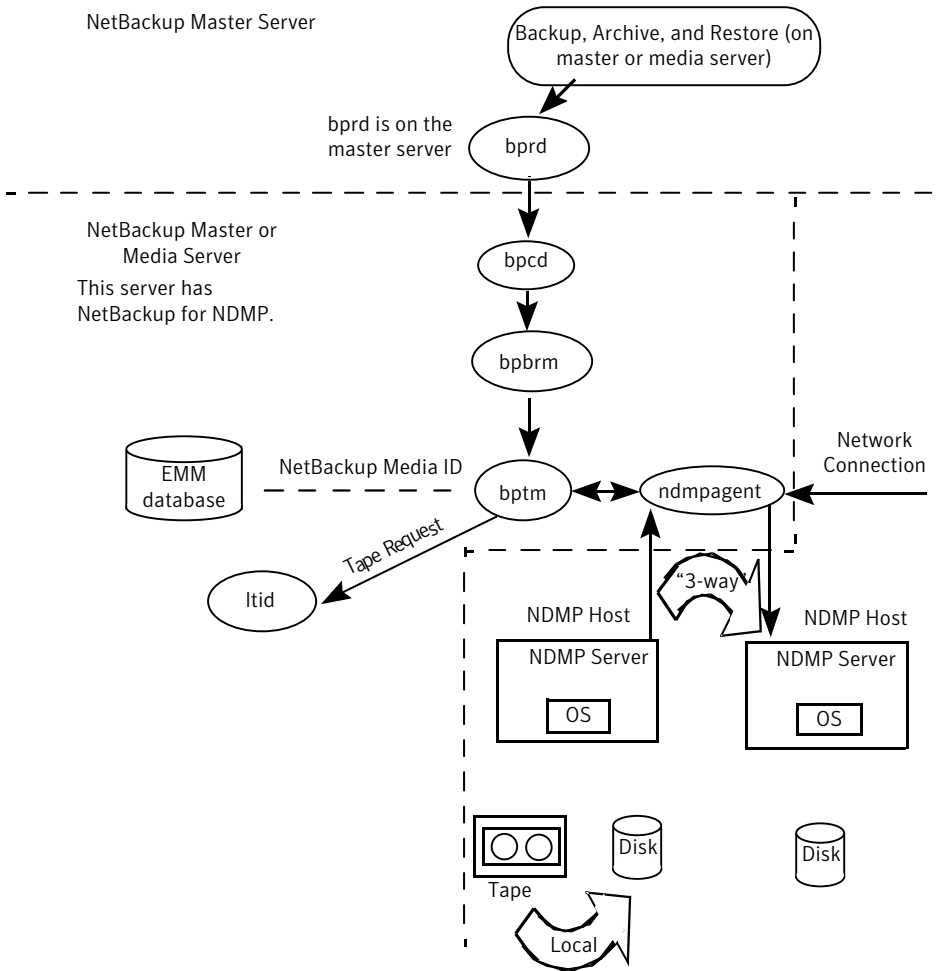 NetBackup Master Server
Backup, Archive, and Restore (on
master or media server)
bprd is on the
master server
bprd
NetBackup Master or
Media Server
This server has
NetBackup for NDMP.
bpcd
bpbrm
Network
Connection
EMM
database
NetBackup Media ID
bptm
ndmpagent
Tape Request
ltid
“3-way”
NDMP Host
NDMP Server
OS
NDMP Host
NDMP Server
OS
Tape
Disk
Disk
Local